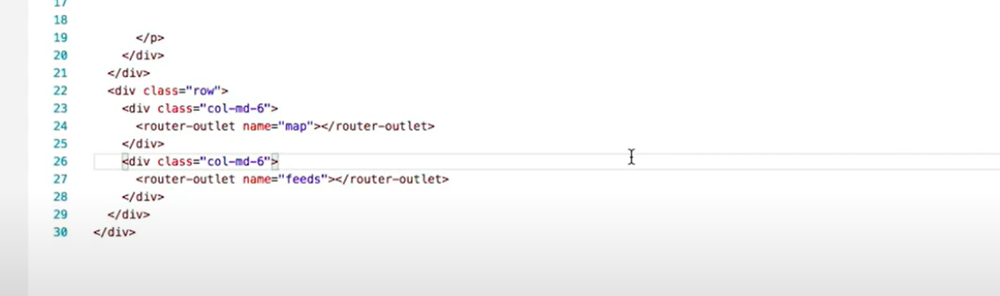 17
18
19 </p>
20 </div>
21 </div>
22 <div class="row">
23 <div class="col-md-6">
24 <router-outlet name="map"></router-outlet>
25 </div>
26 <div class="col-md-6">
27 <router-outlet name="feeds"></router-outlet>
28 </div>
29 </div>
30 </div>